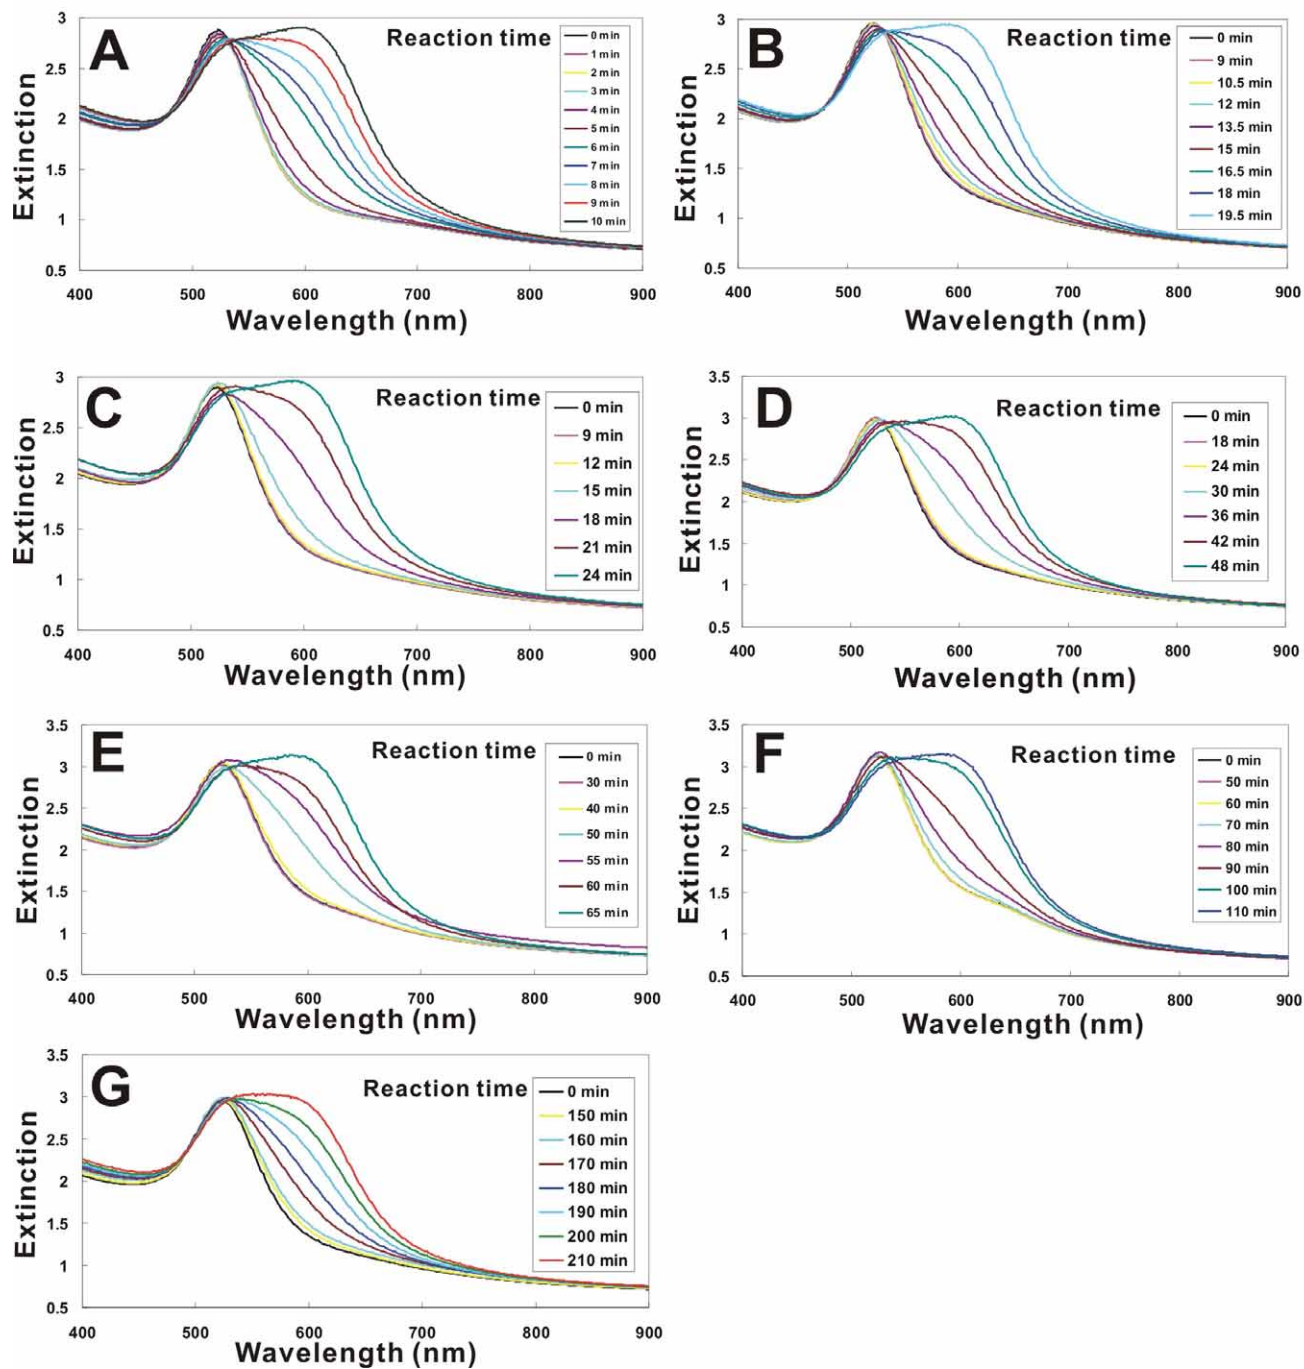 A
Reaction time
Extinction
3
2.5
2
1.5
1
0.5
0 min
1 min
2 min
3 min
4 min
5 min
6 min
7 min
8 min
9 min
10 min
400 500 600 700 800 900
Wavelength (nm)
B
Reaction time
Extinction
3
2.5
2
1.5
1
0.5
0 min
9 min
10.5 min
12 min
13.5 min
15 min
16.5 min
18 min
19.5 min
400 500 600 700 800 900
Wavelength (nm)
C
Reaction time
Extinction
3
2.5
2
1.5
1
0.5
0 min
9 min
12 min
15 min
18 min
21 min
24 min
400 500 600 700 800 900
Wavelength (nm)
D
Reaction time
Extinction
3.5
3
2.5
2
1.5
1
0.5
0 min
18 min
24 min
30 min
36 min
42 min
48 min
400 500 600 700 800 900
Wavelength (nm)
E
Reaction time
Extinction
3.5
3
2.5
2
1.5
1
0.5
0 min
30 min
40 min
50 min
55 min
60 min
65 min
400 500 600 700 800 900
Wavelength (nm)
F
Reaction time
Extinction
3.5
3
2.5
2
1.5
1
0.5
0 min
50 min
60 min
70 min
80 min
90 min
100 min
110 min
400 500 600 700 800 900
Wavelength (nm)
G
Reaction time
Extinction
3.5
3
2.5
2
1.5
1
0.5
0 min
150 min
160 min
170 min
180 min
190 min
200 min
210 min
400 500 600 700 800 900
Wavelength (nm)